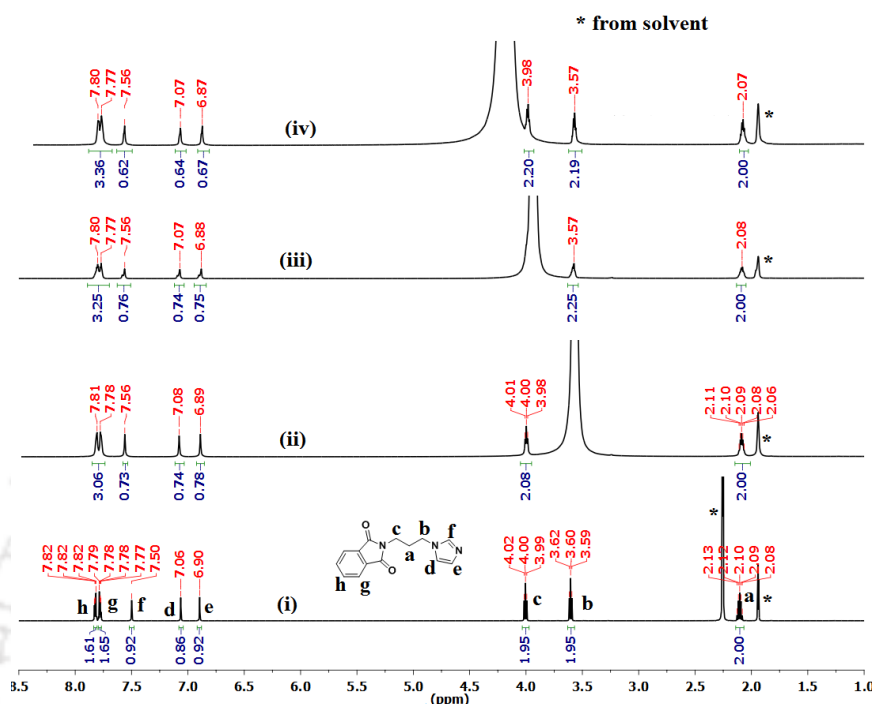 * from solvent
7.80 7.77 7.56 7.07 6.87 3.98 3.57 2.07
(iv) *
3.36 0.62 0.64 0.67 2.20 2.19 2.00
7.80 7.77 7.56 7.07 6.88 3.57 2.08
(iii) *
3.25 0.76 0.74 0.75 2.25 2.00
7.81 7.78 7.56 7.08 6.89 4.01 4.00 3.98 2.11 2.10 2.09 2.08 2.06
(ii) *
3.06 0.73 0.74 0.78 2.08 2.00
7.82 7.82 7.82 7.79 7.78 7.78 7.77 7.50 7.06 6.90 4.02 4.00 3.99 3.62 3.60 3.59 2.13 2.12 2.10 2.09 2.08
O N O c a b N N f d e h g
h g f d e (i) c b * a *
1.61 1.65 0.92 0.86 0.92 1.95 1.95 2.00
8.5 8.0 7.5 7.0 6.5 6.0 5.5 5.0 4.5 4.0 3.5 3.0 2.5 2.0 1.5 1.0
(ppm)